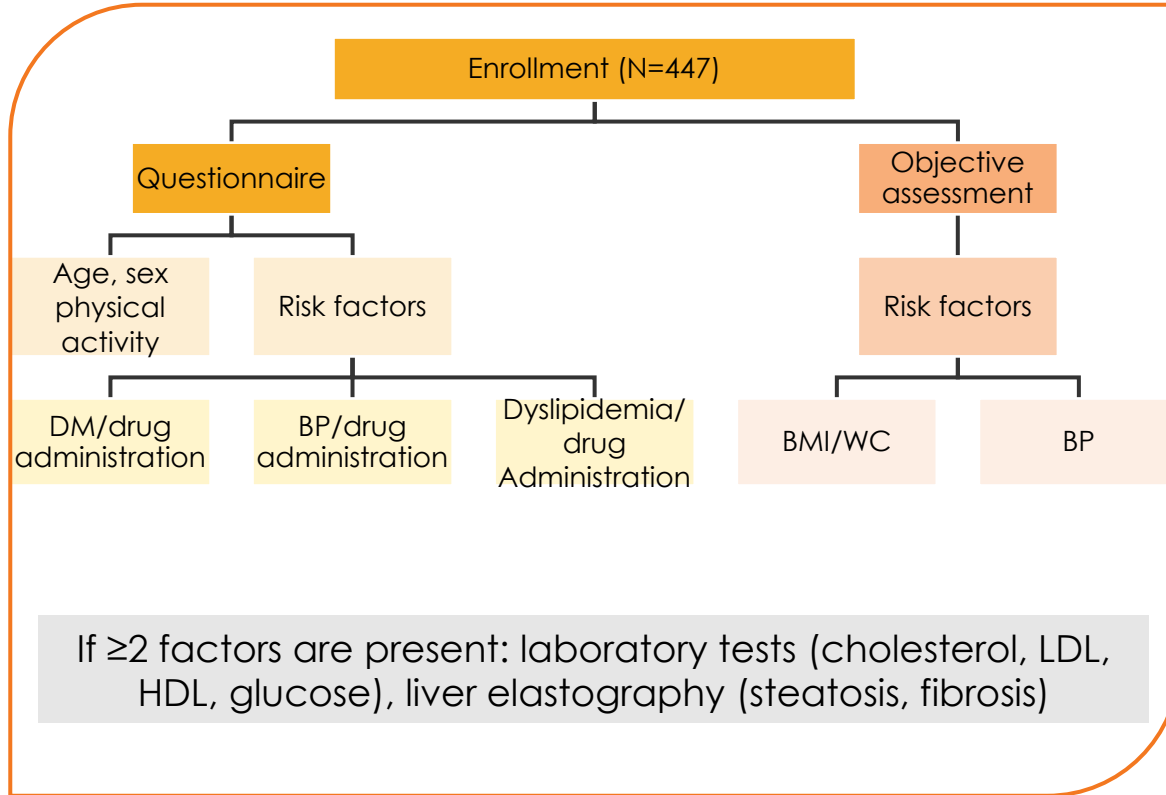 Enrollment (N=447)
Questionnaire
Objective
assessment
Age, sex
physical
activity
Risk factors
Risk factors
DM/drug
administration
BP/drug
administration
Dyslipidemia/
drug
Administration
BMI/WC
BP
If ≥2 factors are present: laboratory tests (cholesterol, LDL,
HDL, glucose), liver elastography (steatosis, fibrosis)